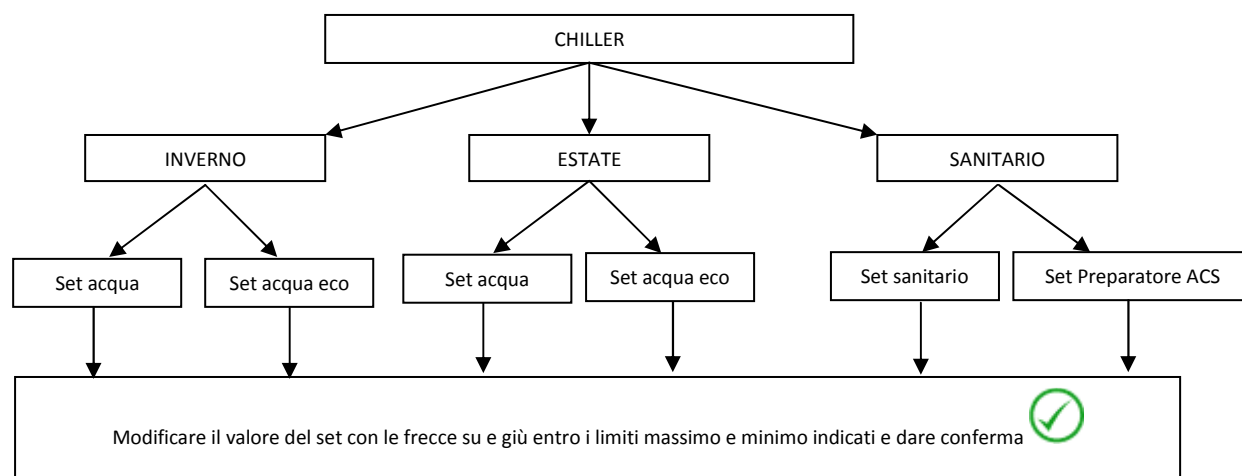 CHILLER
INVERNO
ESTATE
SANITARIO
Set acqua
Set acqua eco
Set acqua
Set acqua eco
Set sanitario
Set Preparatore ACS
Modificare il valore del set con le frecce su e giù entro i limiti massimo e minimo indicati e dare conferma